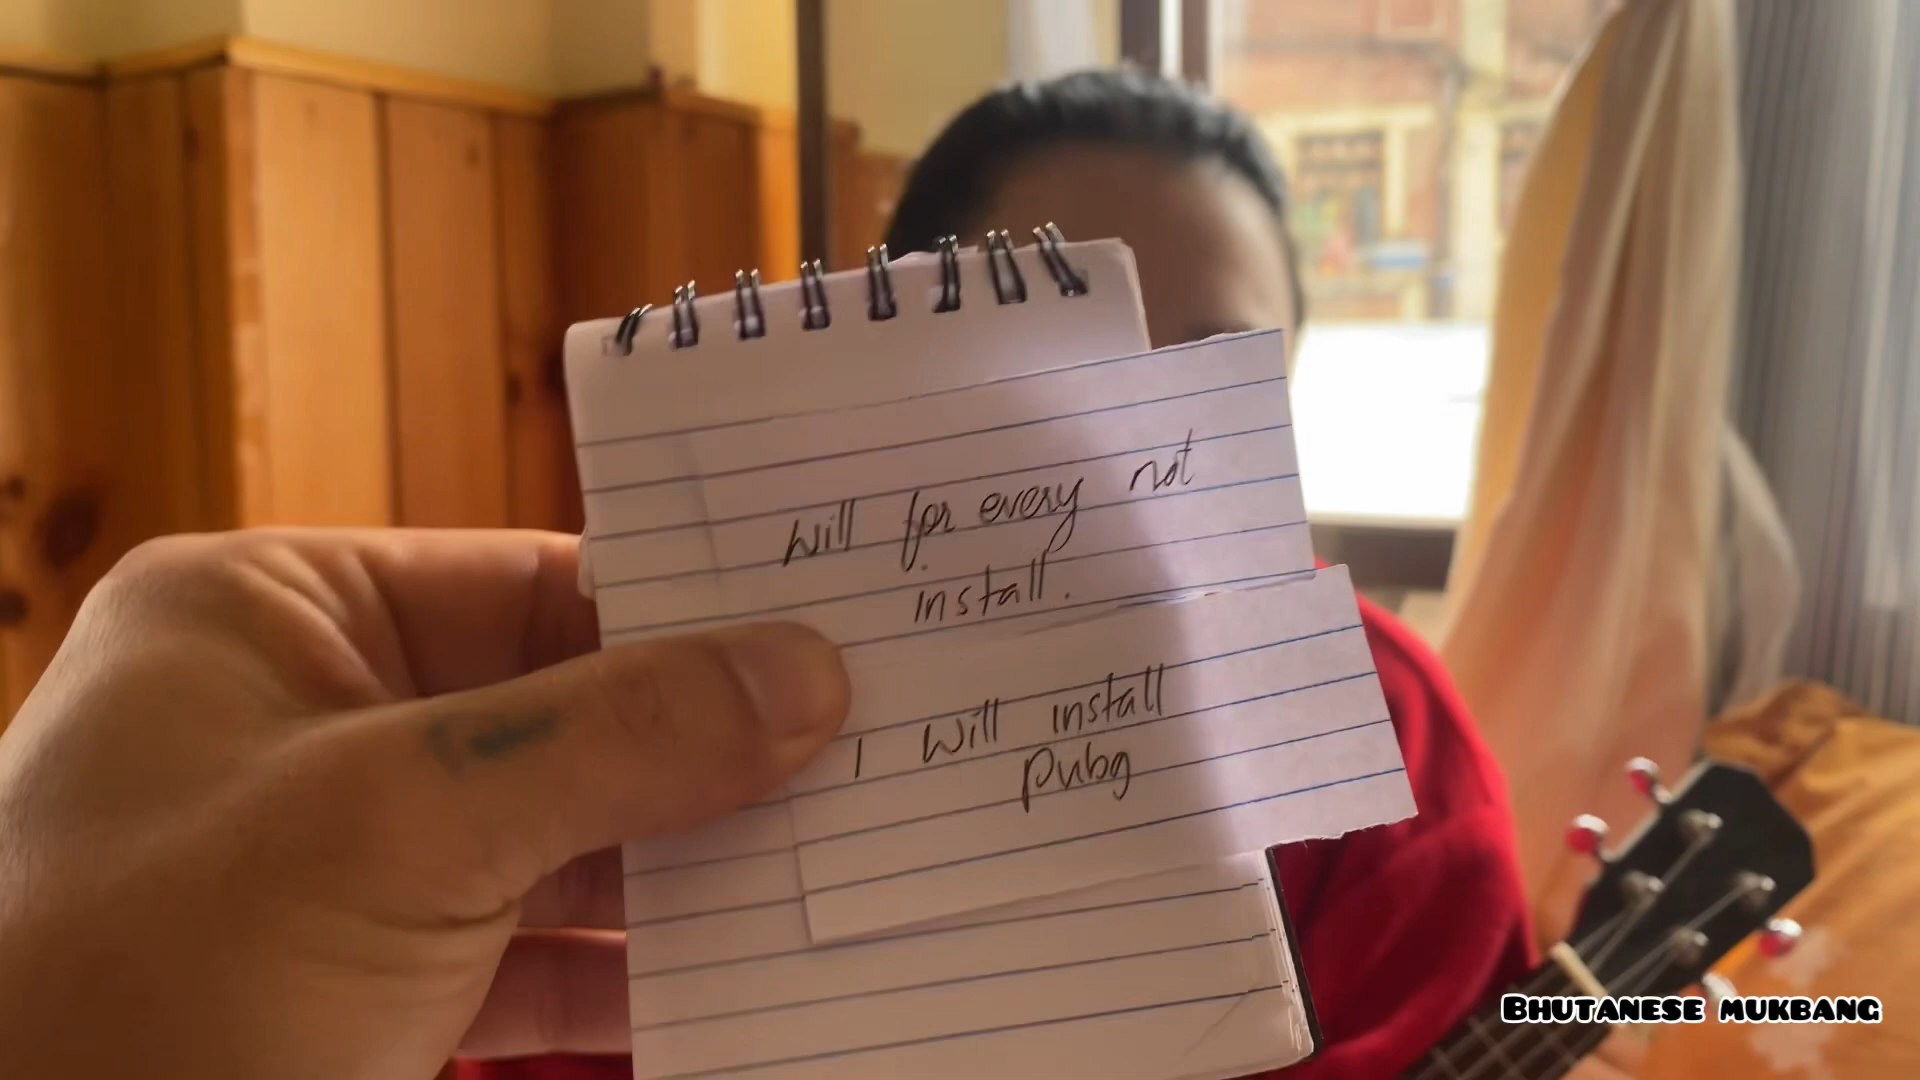 Will for every not
install.
I will install
Pubg
BHUTANESE MUKBANG